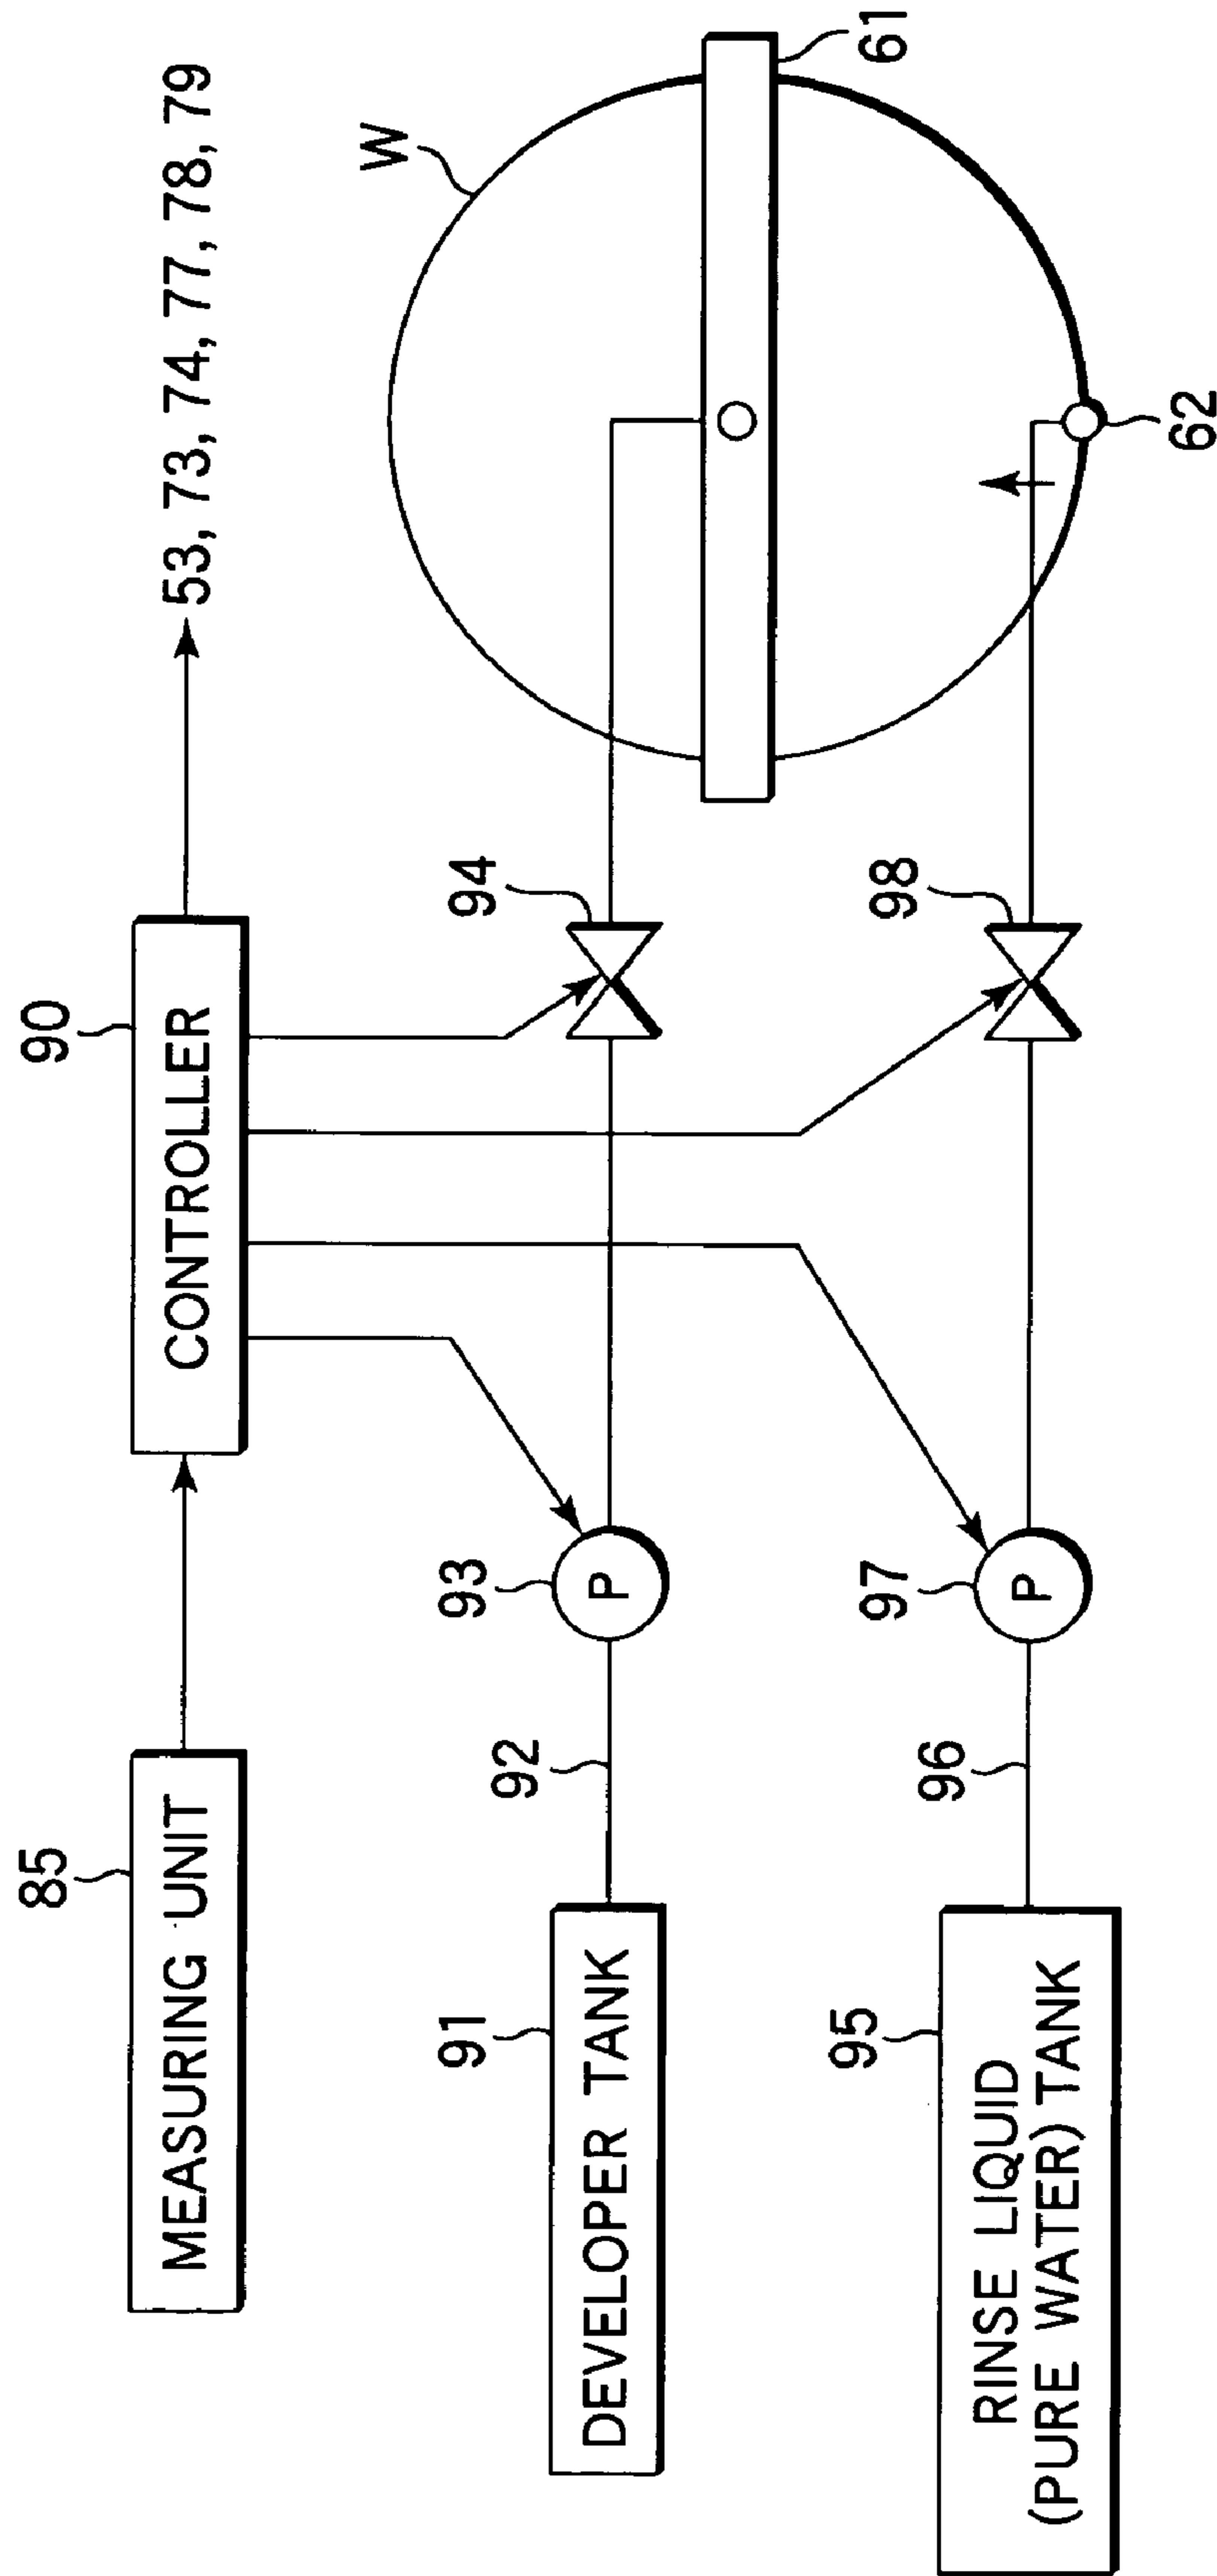 85
MEASURING UNIT
90
CONTROLLER
53, 73, 74, 77, 78, 79
91
DEVELOPER TANK
92
93
P
94
W
61
95
RINSE LIQUID
(PURE WATER) TANK
96
97
P
98
62